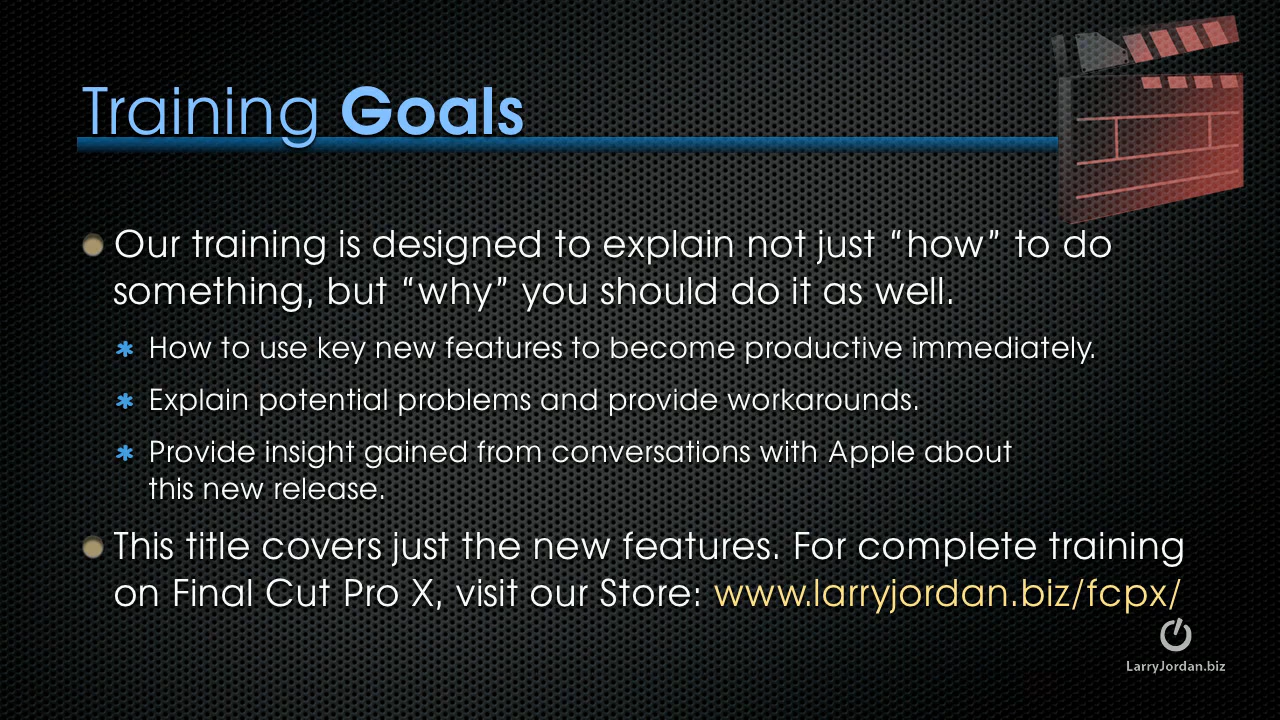 Training Goals
Our training is designed to explain not just “how” to do
something, but “why” you should do it as well.
How to use key new features to become productive immediately.
Explain potential problems and provide workarounds.
Provide insight gained from conversations with Apple about
this new release.
This title covers just the new features. For complete training
on Final Cut Pro X, visit our Store: www.larryjordan.biz/fcpx/
LarryJordan.biz